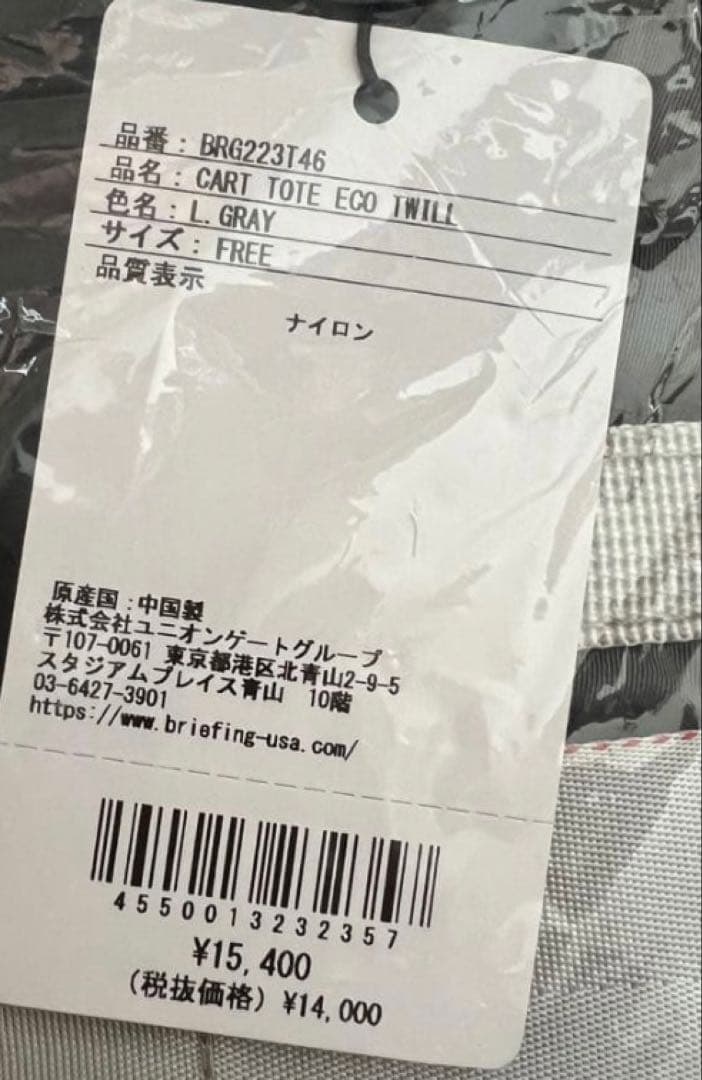 品番：BRG223T46
品名：CART TOTE ECO TWILL
色名：L.GRAY
サイズ：FREE
品質表示
ナイロン
原産国：中国製
株式会社ユニオンゲートグループ
〒107-0061 東京都港区北青山2-9-5
スタジアムプレイス青山 10階
03-6427-3901
https://www.briefing-usa.com/
4550013232357
¥15,400
(税抜価格) ¥14,000